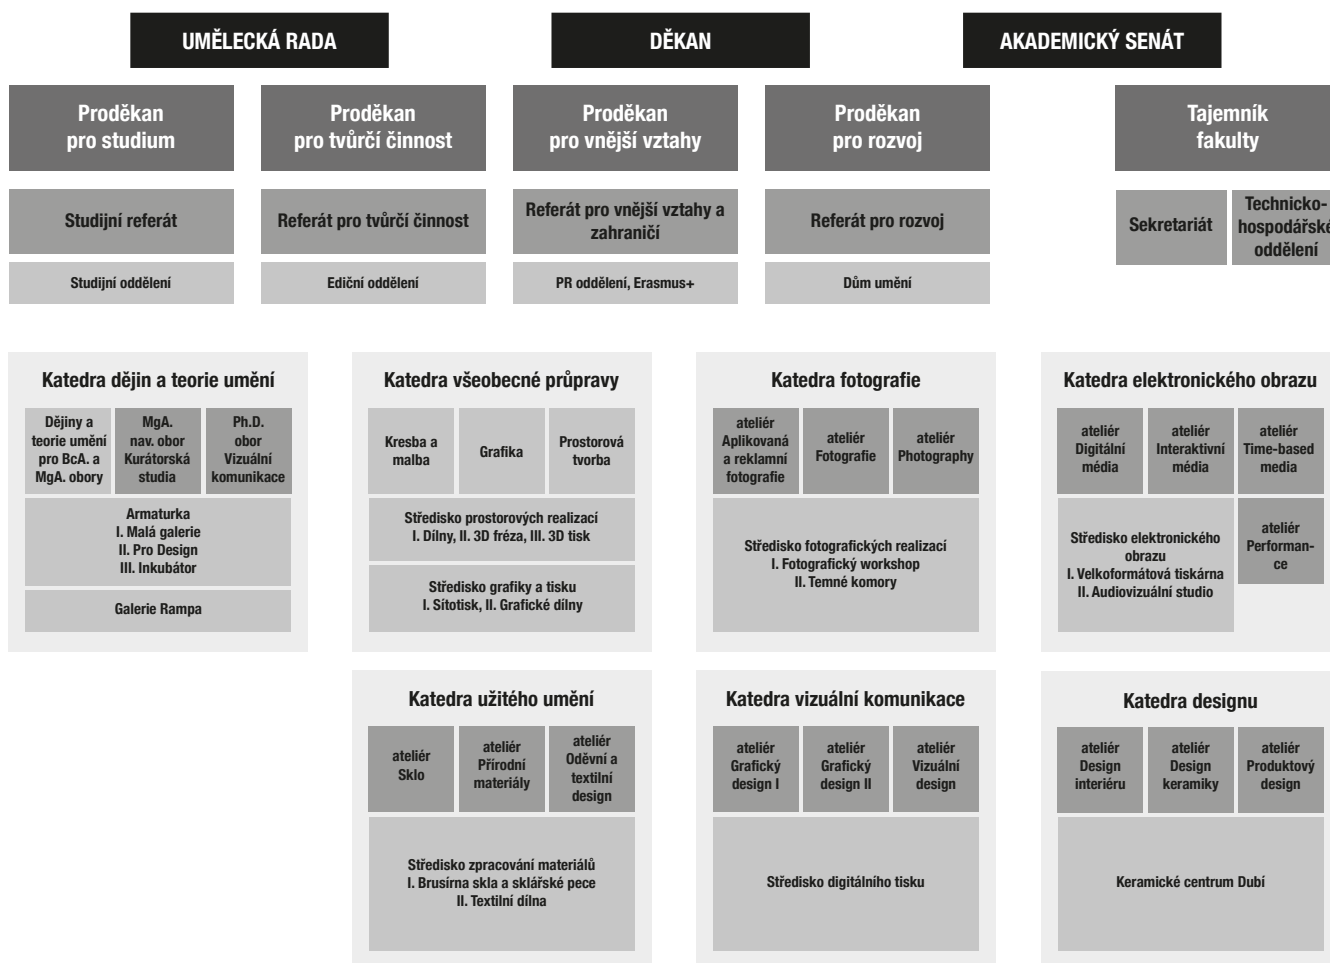 UMĚLECKÁ RADA
DĚKAN
AKADEMICKÝ SENÁT
Proděkan
pro studium
Proděkan
pro tvůrčí činnost
Proděkan
pro vnější vztahy
Proděkan
pro rozvoj
Tajemník
fakulty
Studijní referát
Referát pro tvůrčí činnost
Referát pro vnější vztahy a
zahraničí
Referát pro rozvoj
Sekretariát
Technicko-
hospodářské
oddělení
Studijní oddělení
Ediční oddělení
PR oddělení, Erasmus+
Dům umění
Katedra dějin a teorie umění
Dějiny a
teorie umění
pro BcA. a
MgA. obory
MgA.
nav. obor
Kurátorská
studia
Ph.D.
obor
Vizuální
komunikace
Armaturka
I. Malá galerie
II. Pro Design
III. Inkubátor
Galerie Rampa
Katedra všeobecné průpravy
Kresba a
malba
Grafika
Prostorová
tvorba
Středisko prostorových realizací
I. Dílny, II. 3D fréza, III. 3D tisk
Středisko grafiky a tisku
I. Sítotisk, II. Grafické dílny
Katedra fotografie
ateliér
Aplikovaná
a reklamní
fotografie
ateliér
Fotografie
ateliér
Photography
Středisko fotografických realizací
I. Fotografický workshop
II. Temné komory
Katedra elektronického obrazu
ateliér
Digitální
média
ateliér
Interaktivní
média
ateliér
Time-based
media
Středisko elektronického
obrazu
I. Velkoformátová tiskárna
II. Audiovizuální studio
ateliér
Performan-
ce
Katedra užitého umění
ateliér
Sklo
ateliér
Přírodní
materiály
ateliér
Oděvní a
textilní
design
Středisko zpracování materiálů
I. Brusírna skla a sklářské pece
II. Textilní dílna
Katedra vizuální komunikace
ateliér
Grafický
design I
ateliér
Grafický
design II
ateliér
Vizuální
design
Středisko digitálního tisku
Katedra designu
ateliér
Design
interiéru
ateliér
Design
keramiky
ateliér
Produktový
design
Keramické centrum Dubí